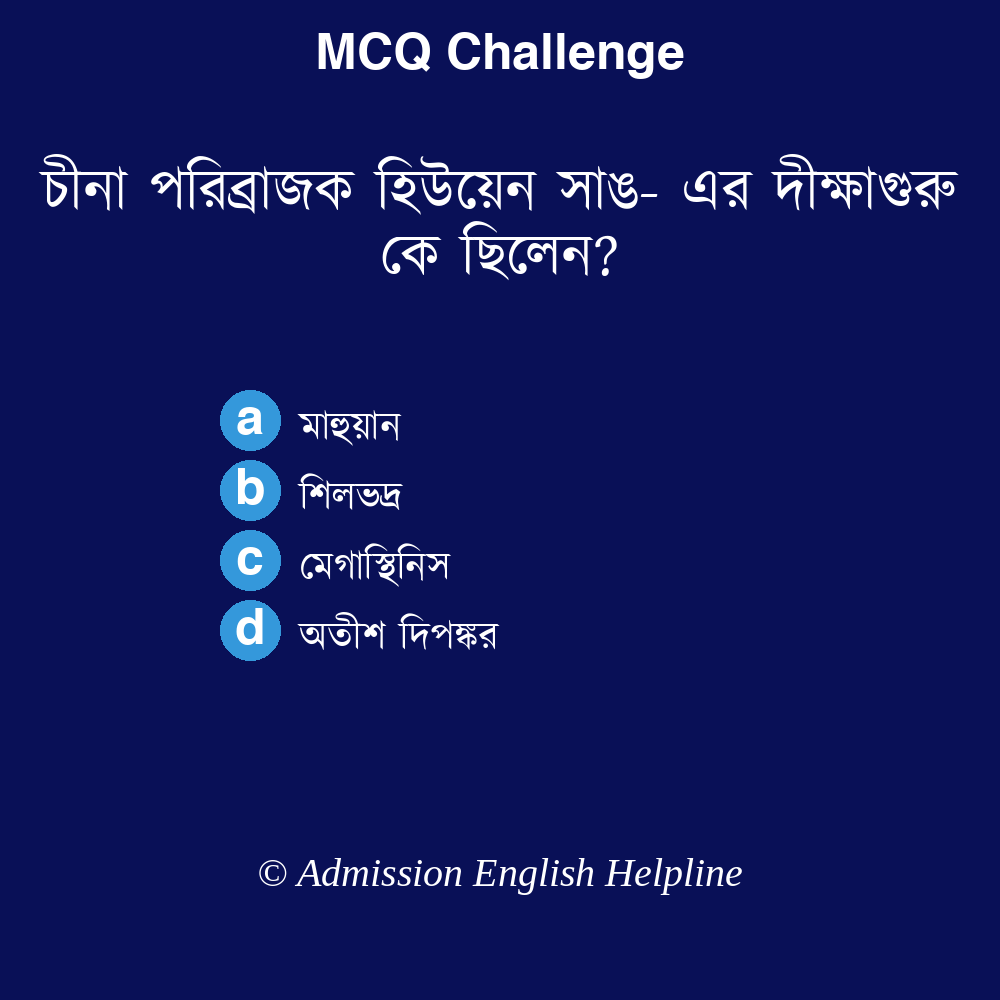 MCQ Challenge
চীনা পরিব্রাজক হিউয়েন সাঙ- এর দীক্ষাগুরু
কে ছিলেন?
a মাহুয়ান
b শিলভদ্র
c মেগাস্থিনিস
d অতীশ দিপঙ্কর
© Admission English Helpline